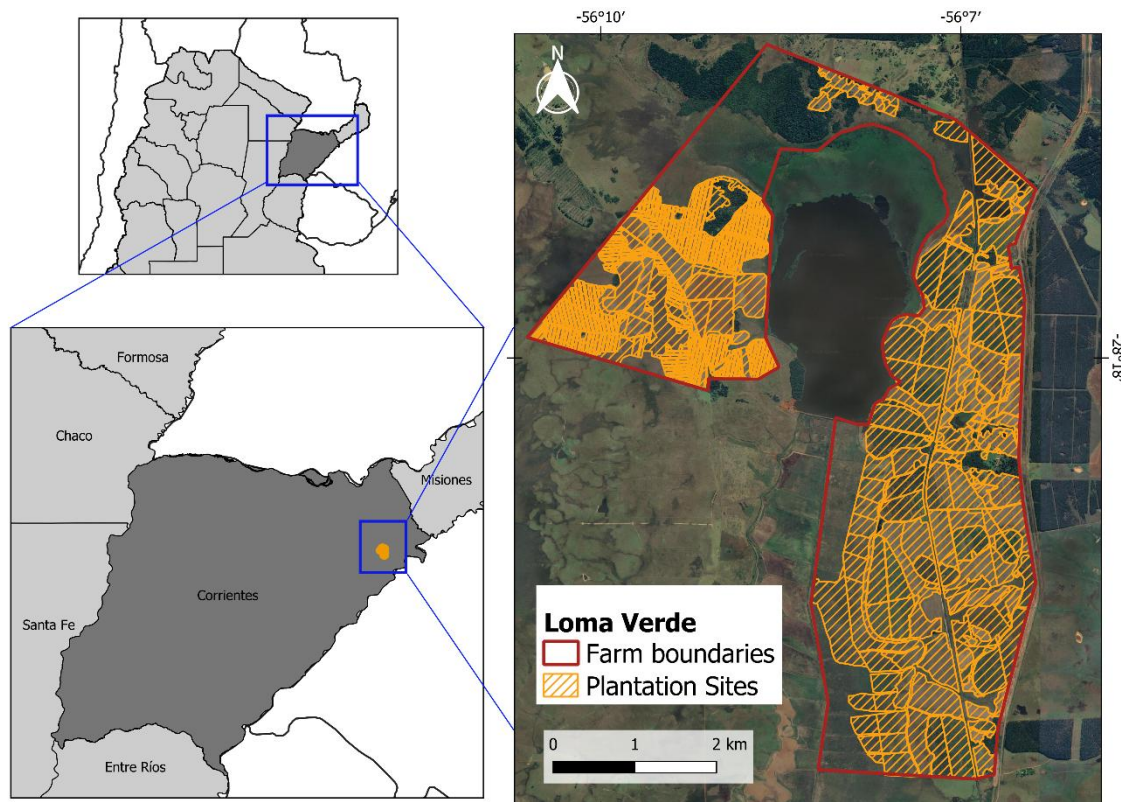 -56°10'
-56°7'
N
Formosa
Chaco
Misiones
Corrientes
Santa Fe
Entre Ríos
-28°18'
Loma Verde
Farm boundaries
Plantation Sites
0 1 2 km